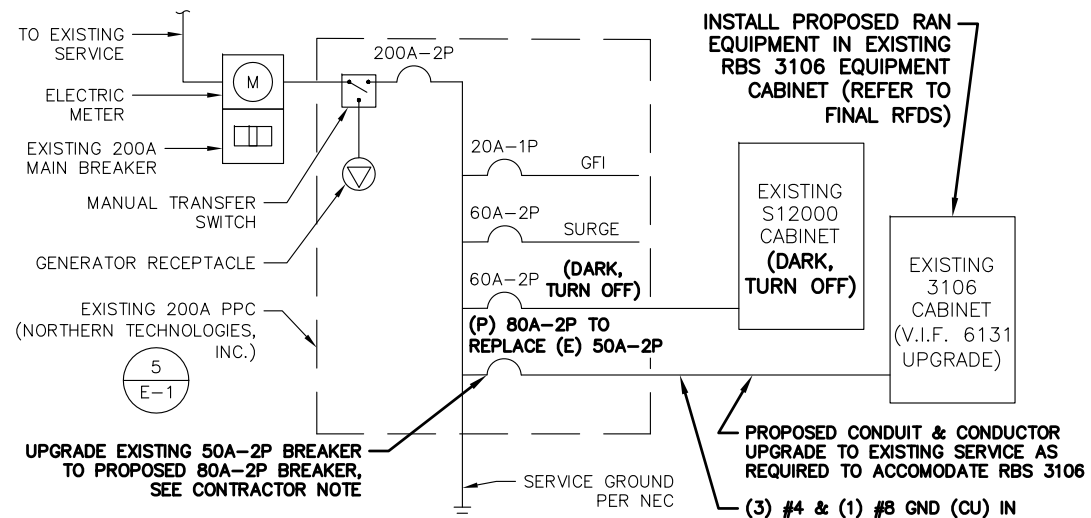 TO EXISTING
SERVICE
ELECTRIC
METER
EXISTING 200A
MAIN BREAKER
MANUAL TRANSFER
SWITCH
GENERATOR RECEPTACLE
EXISTING 200A PPC
(NORTHERN TECHNOLOGIES,
INC.)
5
E-1
M
200A-2P
20A-1P
GFI
60A-2P
SURGE
60A-2P
(DARK,
TURN OFF)
(P) 80A-2P TO
REPLACE (E) 50A-2P
INSTALL PROPOSED RAN
EQUIPMENT IN EXISTING
RBS 3106 EQUIPMENT
CABINET (REFER TO
FINAL RFDS)
EXISTING
S12000
CABINET
(DARK,
TURN OFF)
EXISTING
3106
CABINET
(V.I.F. 6131
UPGRADE)
UPGRADE EXISTING 50A-2P BREAKER
TO PROPOSED 80A-2P BREAKER,
SEE CONTRACTOR NOTE
SERVICE GROUND
PER NEC
PROPOSED CONDUIT & CONDUCTOR
UPGRADE TO EXISTING SERVICE AS
REQUIRED TO ACCOMODATE RBS 3106
(3) #4 & (1) #8 GND (CU) IN